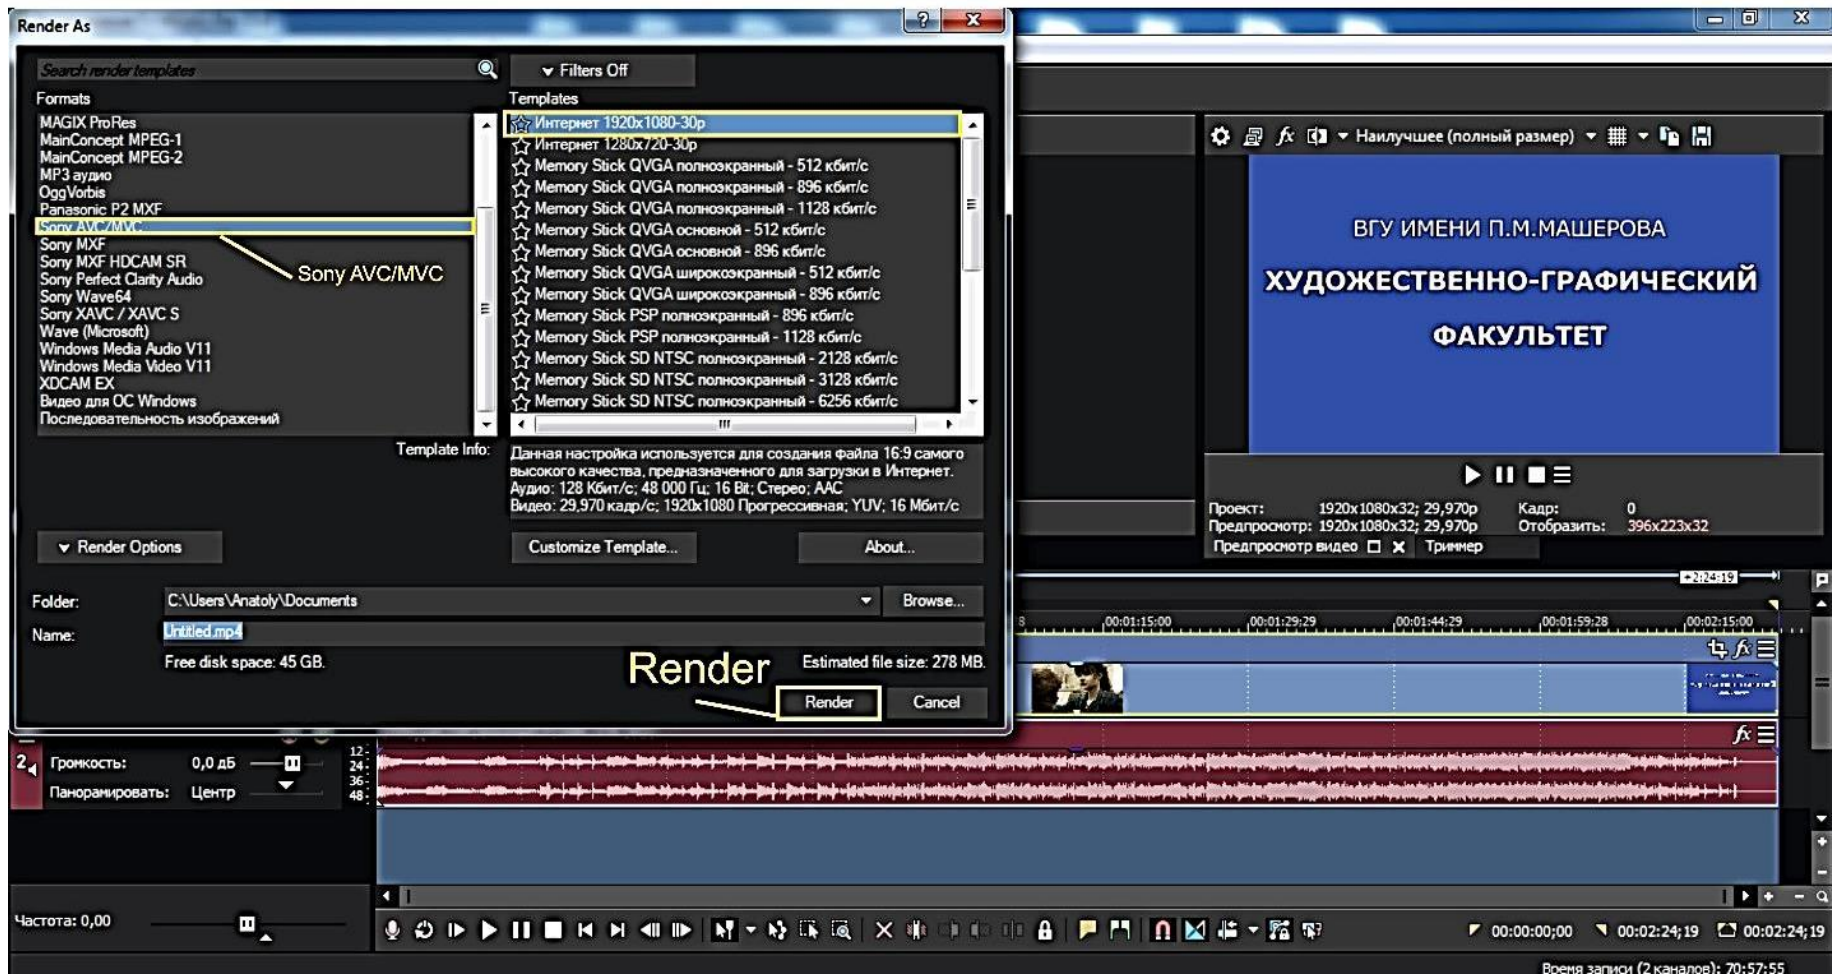 Render As
Search render templates
Filters Off
Formats
Templates
MAGIX ProRes
MainConcept MPEG-1
MainConcept MPEG-2
MP3 аудио
OggVorbis
Panasonic P2 MXF
Sony AVC/MVC
Sony MXF
Sony MXF HDCAM SR
Sony Perfect Clarity Audio
Sony Wave64
Sony XAVC / XAVC S
Wave (Microsoft)
Windows Media Audio V11
Windows Media Video V11
XDCAM EX
Видео для ОС Windows
Последовательность изображений
Sony AVC/MVC
Интернет 1920x1080-30p
Интернет 1280x720-30p
Memory Stick QVGA полноэкранный - 512 кбит/с
Memory Stick QVGA полноэкранный - 896 кбит/с
Memory Stick QVGA полноэкранный - 1128 кбит/с
Memory Stick QVGA основной - 512 кбит/с
Memory Stick QVGA основной - 896 кбит/с
Memory Stick QVGA широкоэкранный - 512 кбит/с
Memory Stick QVGA широкоэкранный - 896 кбит/с
Memory Stick PSP полноэкранный - 896 кбит/с
Memory Stick PSP полноэкранный - 1128 кбит/с
Memory Stick SD NTSC полноэкранный - 2128 кбит/с
Memory Stick SD NTSC полноэкранный - 3128 кбит/с
Memory Stick SD NTSC полноэкранный - 6256 кбит/с
Template Info:
Данная настройка используется для создания файла 16:9 самого
высокого качества, предназначенного для загрузки в Интернет.
Аудио: 128 Кбит/с; 48 000 Гц; 16 Bit; Стерео; AAC
Видео: 29,970 кадр/с; 1920x1080 Прогрессивная; YUV; 16 Мбит/с
Render Options
Customize Template...
About...
Folder:
C:\Users\Anatoly\Documents
Browse...
Name:
Untitled.mp4
Free disk space: 45 GB.
Estimated file size: 278 MB.
Render
Render
Cancel
fx
Наилучшее (полный размер)
ВГУ ИМЕНИ П.М.МАШЕРОВА
ХУДОЖЕСТВЕННО-ГРАФИЧЕСКИЙ
ФАКУЛЬТЕТ
Проект: 1920x1080x32; 29,970p
Кадр: 0
Предпросмотр: 1920x1080x32; 29,970p
Отобразить: 396x223x32
Предпросмотр видео
Триммер
+2:24:19
00:01:15:00
00:01:29:29
00:01:44:29
00:01:59:28
00:02:15:00
fx
fx
2
Громкость: 0,0 дБ
Панорамировать: Центр
12
24
36
48
Частота: 0,00
00:00:00;00
00:02:24;19
00:02:24;19
Время записи (2 каналов): 70:57:55